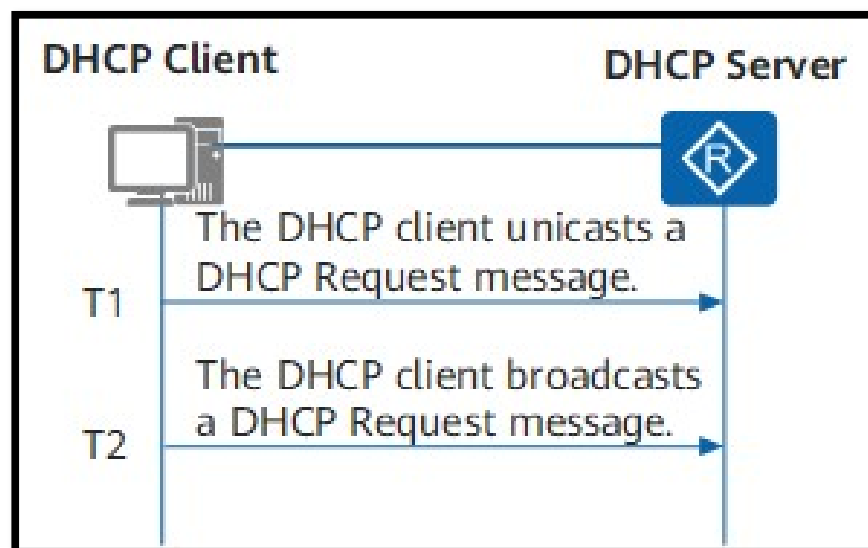 DHCP Client
DHCP Server
R
The DHCP client unicasts a
DHCP Request message.
T1
The DHCP client broadcasts
a DHCP Request message.
T2